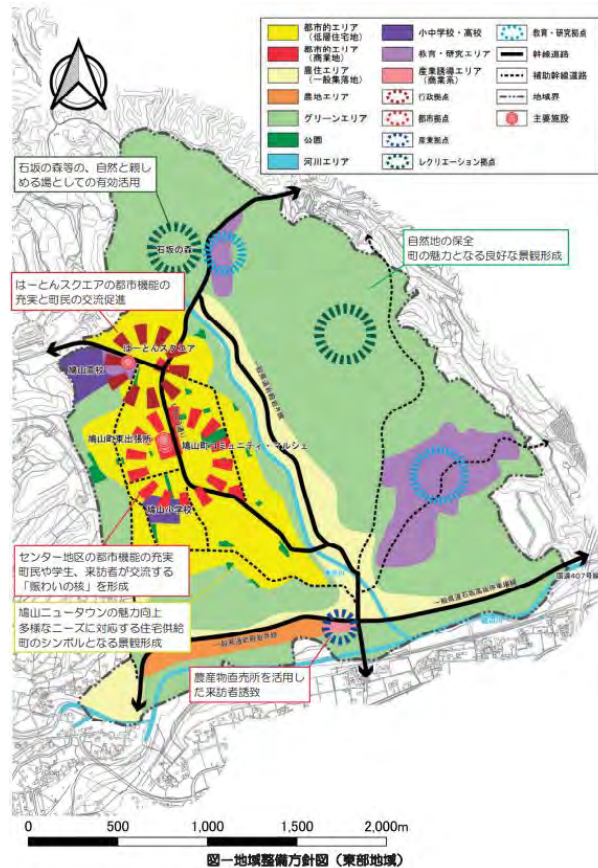 都市的エリア
(低層住宅地)
都市的エリア
(商業地)
農住エリア
(一般集落地)
農地エリア
グリーンエリア
公園
河川エリア
小中学校・高校
教育・研究エリア
産業誘導エリア
(商業系)
行政拠点
都市拠点
産業拠点
レクリエーション拠点
教育・研究拠点
幹線道路
補助幹線道路
地域界
主要施設
石坂の森等の、自然と親し
める場としての有効活用
石坂の森
自然地の保全
町の魅力となる良好な景観形成
はーとんスクエアの都市機能の
充実と町民の交流促進
はーとんスクエア
鳩山高校
鳩山町東出張所
鳩山町コミュニティ・マルシェ
鳩山小学校
センター地区の都市機能の充実
町民や学生、来訪者が交流する
「賑わいの核」を形成
鳩山ニュータウンの魅力向上
多様なニーズに対応する住宅供給
町のシンボルとなる景観形成
国道407号線
農産物直売所を活用し
た来訪者誘致
0 500 1,000 1,500 2,000m
図ー地域整備方針図(東部地域)